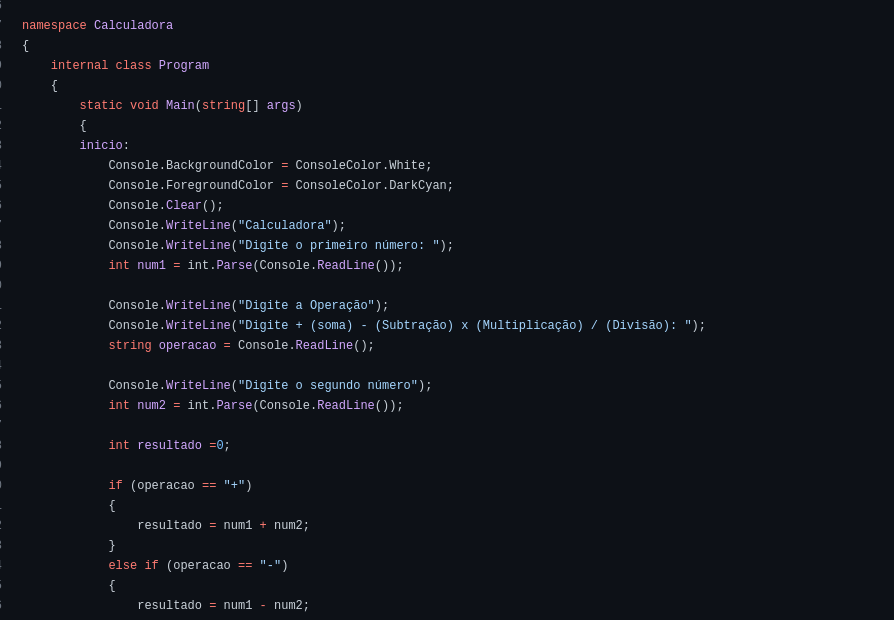 namespace Calculadora
{
    internal class Program
    {
        static void Main(string[] args)
        {
        inicio:
            Console.BackgroundColor = ConsoleColor.White;
            Console.ForegroundColor = ConsoleColor.DarkCyan;
            Console.Clear();
            Console.WriteLine("Calculadora");
            Console.WriteLine("Digite o primeiro número: ");
            int num1 = int.Parse(Console.ReadLine());

            Console.WriteLine("Digite a Operação");
            Console.WriteLine("Digite + (soma) - (Subtração) x (Multiplicação) / (Divisão): ");
            string operacao = Console.ReadLine();

            Console.WriteLine("Digite o segundo número");
            int num2 = int.Parse(Console.ReadLine());

            int resultado =0;

            if (operacao == "+")
            {
                resultado = num1 + num2;
            }
            else if (operacao == "-")
            {
                resultado = num1 - num2;